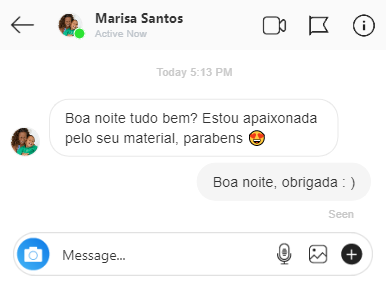 Marisa Santos
Active Now
Today 5:13 PM
Boa noite tudo bem? Estou apaixonada
pelo seu material, parabens 😍
Boa noite, obrigada : )
Seen
Message...